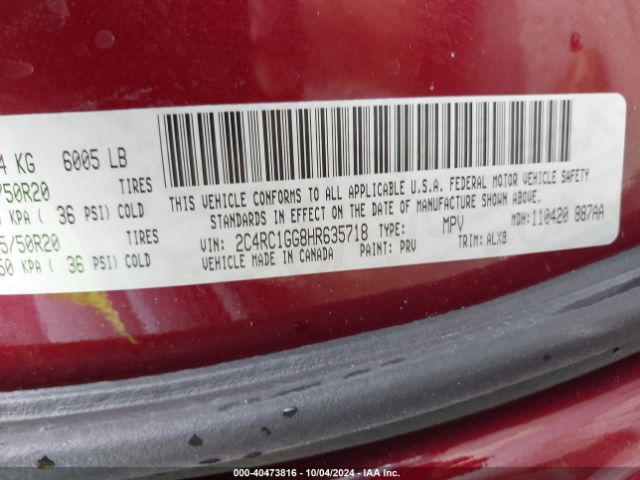 4 KG 6005 LB
/50R20 TIRES
KPA ( 36 PSI) COLD
5/50R20 TIRES
50 KPA ( 36 PSI) COLD
THIS VEHICLE CONFORMS TO ALL APPLICABLE U.S.A. FEDERAL MOTOR VEHICLE SAFETY
STANDARDS IN EFFECT ON THE DATE OF MANUFACTURE SHOWN ABOVE.
VIN: 2C4RC1GG8HR635718 TYPE: MPV MDH: 110420 887AA
VEHICLE MADE IN CANADA PAINT: PRV TRIM: ALX9
000-40473816 • 10/04/2024 - IAA Inc.